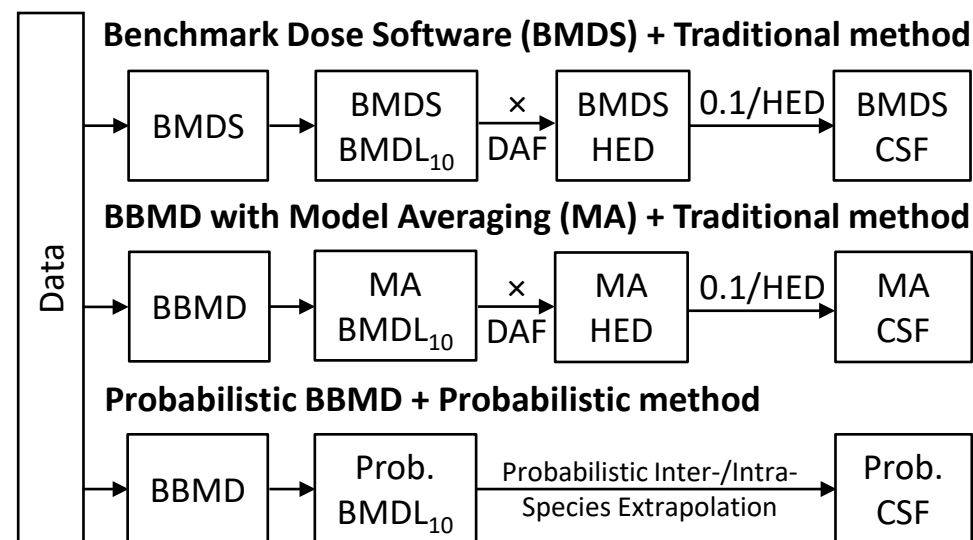 Benchmark Dose Software (BMDS) + Traditional method
Data
BMDS
BMDS
BMDL₁₀
×
DAF
BMDS
HED
0.1/HED
BMDS
CSF
BBMD with Model Averaging (MA) + Traditional method
BBMD
MA
BMDL₁₀
×
DAF
MA
HED
0.1/HED
MA
CSF
Probabilistic BBMD + Probabilistic method
BBMD
Prob.
BMDL₁₀
Probabilistic Inter-/Intra-
Species Extrapolation
Prob.
CSF